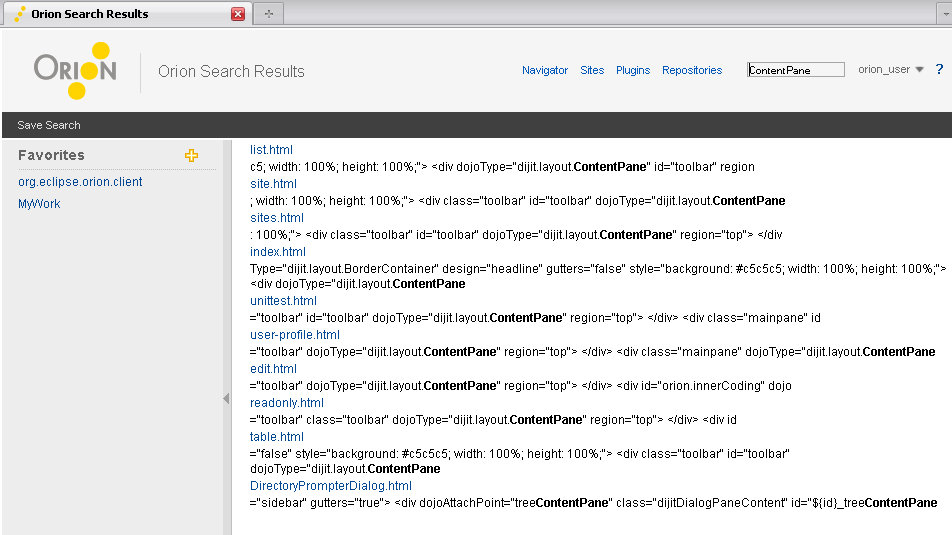 Orion Search Results
ORION
Orion Search Results
Navigator Sites Plugins Repositories ContentPane orion_user ?
Save Search
Favorites
org.eclipse.orion.client
MyWork
list.html
c5; width: 100%; height: 100%;"> <div dojoType="dijit.layout.ContentPane" id="toolbar" region
site.html
; width: 100%; height: 100%;"> <div class="toolbar" id="toolbar" dojoType="dijit.layout.ContentPane
sites.html
: 100%;"> <div class="toolbar" id="toolbar" dojoType="dijit.layout.ContentPane" region="top"> </div
index.html
Type="dijit.layout.BorderContainer" design="headline" gutters="false" style="background: #c5c5c5; width: 100%; height: 100%;">
<div dojoType="dijit.layout.ContentPane
unittest.html
="toolbar" id="toolbar" dojoType="dijit.layout.ContentPane" region="top"> </div> <div class="mainpane" id
user-profile.html
="toolbar" dojoType="dijit.layout.ContentPane" region="top"> </div> <div class="mainpane" dojoType="dijit.layout.ContentPane
edit.html
="toolbar" dojoType="dijit.layout.ContentPane" region="top"> </div> <div id="orion.innerCoding" dojo
readonly.html
="toolbar" class="toolbar" dojoType="dijit.layout.ContentPane" region="top"> </div> <div id
table.html
="false" style="background: #c5c5c5; width: 100%; height: 100%;"> <div class="toolbar" id="toolbar"
dojoType="dijit.layout.ContentPane
DirectoryPrompterDialog.html
="sidebar" gutters="true"> <div dojoAttachPoint="treeContentPane" class="dijitDialogPaneContent" id="${id}_treeContentPane